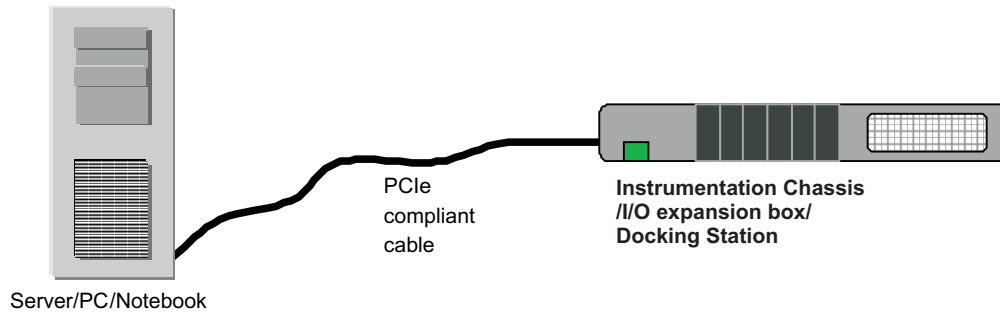 PCIe
compliant
cable
Instrumentation Chassis
/I/O expansion box/
Docking Station
Server/PC/Notebook